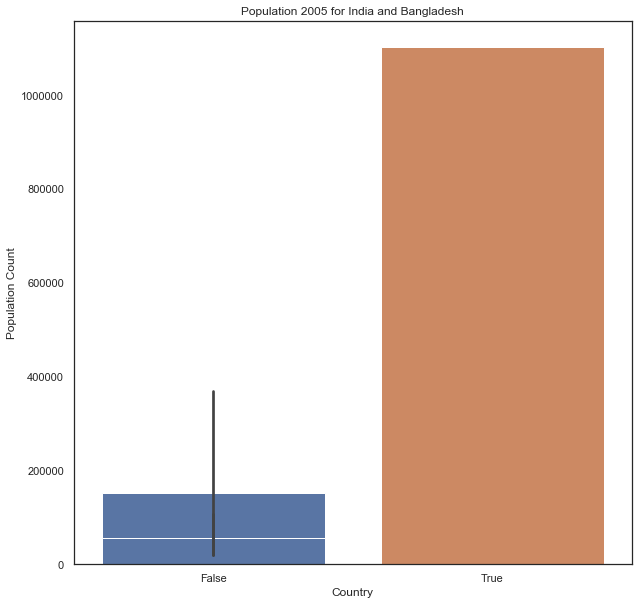 Population 2005 for India and Bangladesh
1000000
800000
600000
400000
200000
0
Population Count
False
True
Country